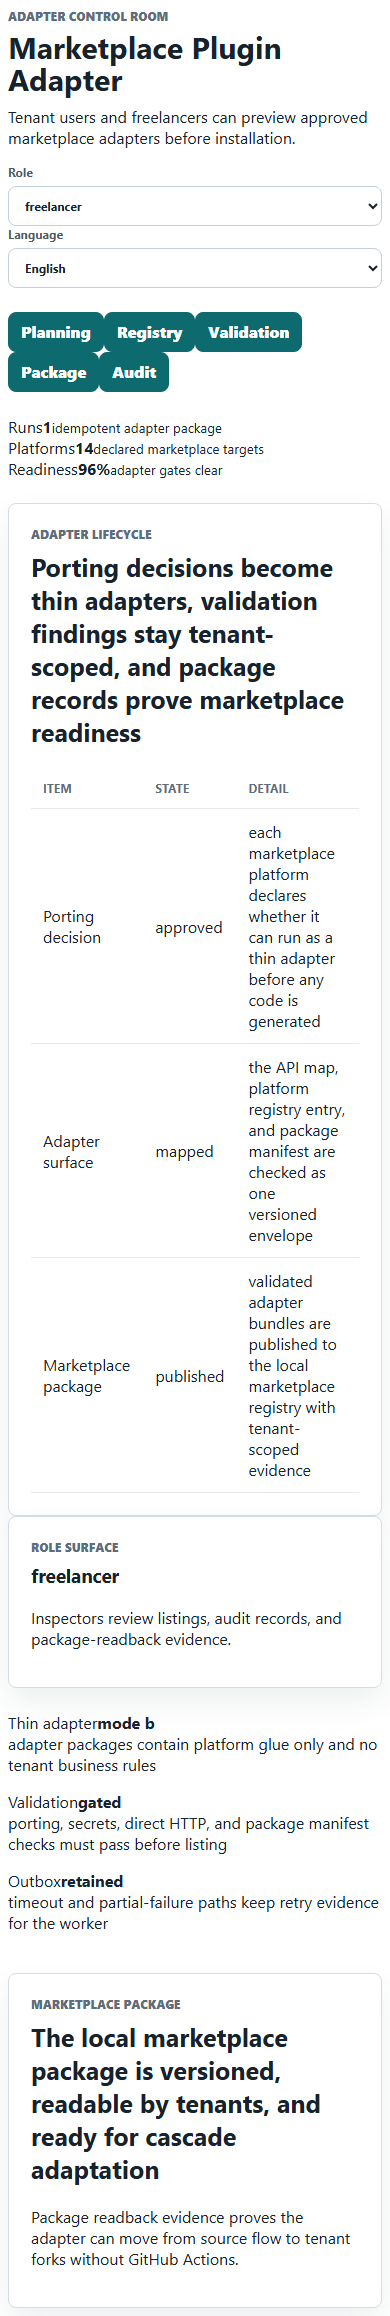 ADAPTER CONTROL ROOM
Marketplace Plugin
Adapter
Tenant users and freelancers can preview approved
marketplace adapters before installation.
Role
freelancer
Language
English
Planning Registry Validation
Package Audit
Runs1idempotent adapter package
Platforms14declared marketplace targets
Readiness96%adapter gates clear
ADAPTER LIFECYCLE
Porting decisions become
thin adapters, validation
findings stay tenant-
scoped, and package
records prove marketplace
readiness
ITEM STATE DETAIL
Porting
decision
approved
each
marketplace
platform
declares
whether it
can run as a
thin adapter
before any
code is
generated
Adapter
surface
mapped
the API map,
platform
registry entry,
and package
manifest are
checked as
one
versioned
envelope
Marketplace
package
published
validated
adapter
bundles are
published to
the local
marketplace
registry with
tenant-
scoped
evidence
ROLE SURFACE
freelancer
Inspectors review listings, audit records, and
package-readback evidence.
Thin adaptermode b
adapter packages contain platform glue only and no
tenant business rules
Validationgated
porting, secrets, direct HTTP, and package manifest
checks must pass before listing
Outboxretained
timeout and partial-failure paths keep retry evidence
for the worker
MARKETPLACE PACKAGE
The local marketplace
package is versioned,
readable by tenants, and
ready for cascade
adaptation
Package readback evidence proves the
adapter can move from source flow to tenant
forks without GitHub Actions.